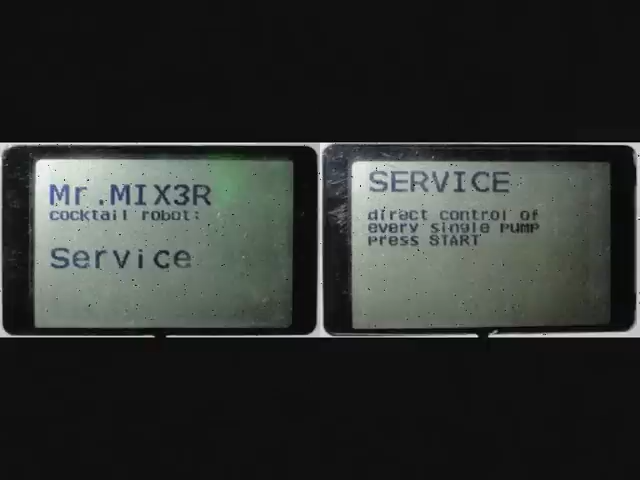 Mr.MIX3R
cocktail robot:
Service
SERVICE
direct control of
every single PUMP
press START